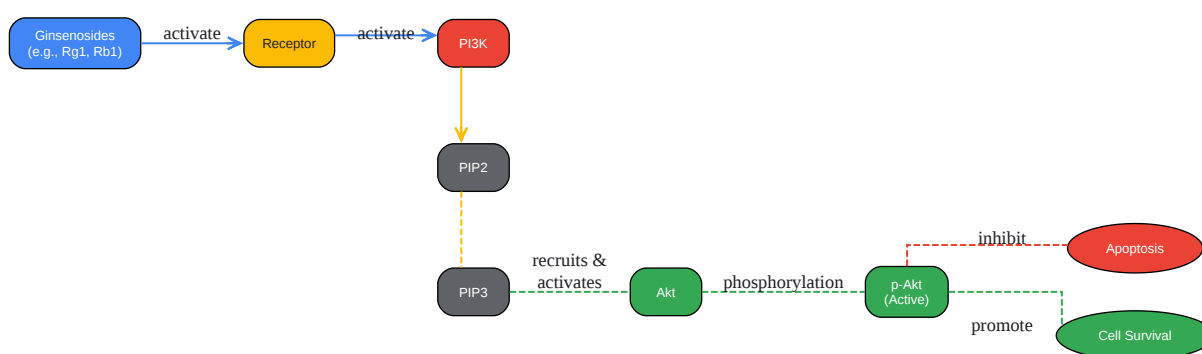 Ginsenosides
(e.g., Rg1, Rb1)
activate
Receptor
activate
PI3K
PIP2
PIP3
recruits &
activates
Akt
phosphorylation
p-Akt
(Active)
inhibit
Apoptosis
promote
Cell Survival